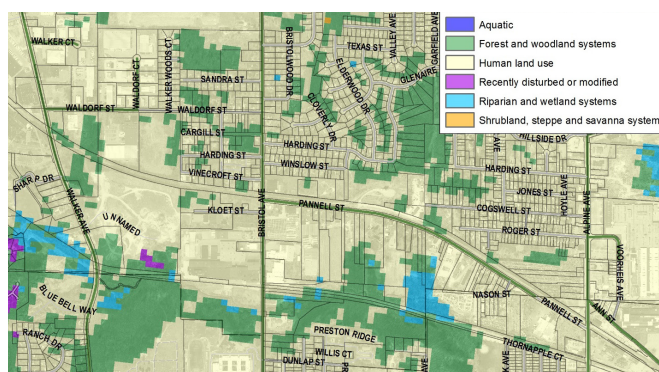 WALKER CT
WALDORF CT
WALKER WOODS CT
BRISTOLWOOD DR
TEXAS ST
VALLEY AVE
GARFIELD AVE
SANDRA ST
ELDERWOOD DR
GLENAIRE
WALDORF ST
WALDORF ST
CLOVERLY DR
CARGILL ST
HARDING ST
HARDING ST
WINSLOW ST
VINECROFT ST
SHARP DR
WALKER AVE
UNNAMED
KLOET ST
BRISTOL AVE
PANNELL ST
HILLSIDE DR
HARDING ST
JONES ST
HOYLE AVE
ALPINE AVE
COGSWELL ST
ROGER ST
VOORHEIS AVE
NASON ST
PANNELL ST
ANN ST
BLUE BELL WAY
RANCH DR
PRESTON RIDGE
THORNAPPLE CT
WILLIS CT
DUNLAP ST
AVE
Aquatic
Forest and woodland systems
Human land use
Recently disturbed or modified
Riparian and wetland systems
Shrubland, steppe and savanna system